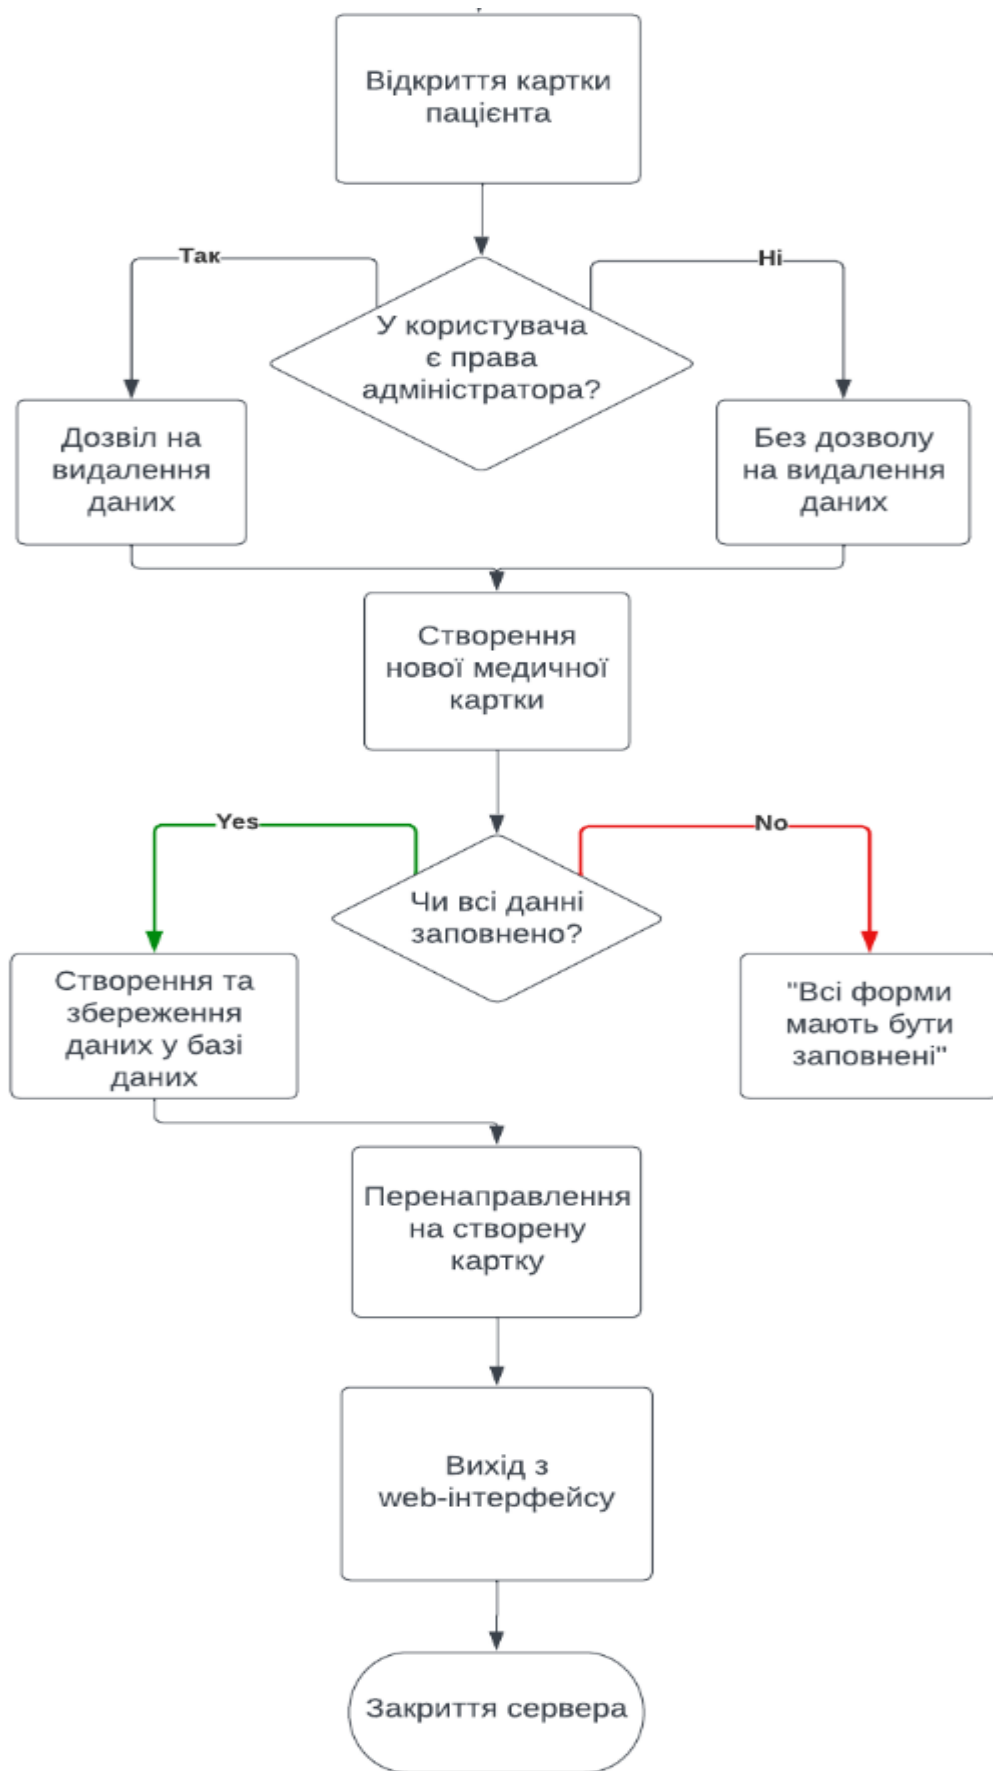 Відкриття картки
пацієнта
Так
Ні
У користувача
є права
адміністратора?
Дозвіл на
видалення
даних
Без дозволу
на видалення
даних
Створення
нової медичної
картки
Yes
No
Чи всі данні
заповнено?
Створення та
збереження
даних у базі
даних
"Всі форми
мають бути
заповнені"
Перенаправлення
на створену
картку
Вихід з
web-інтерфейсу
Закриття сервера